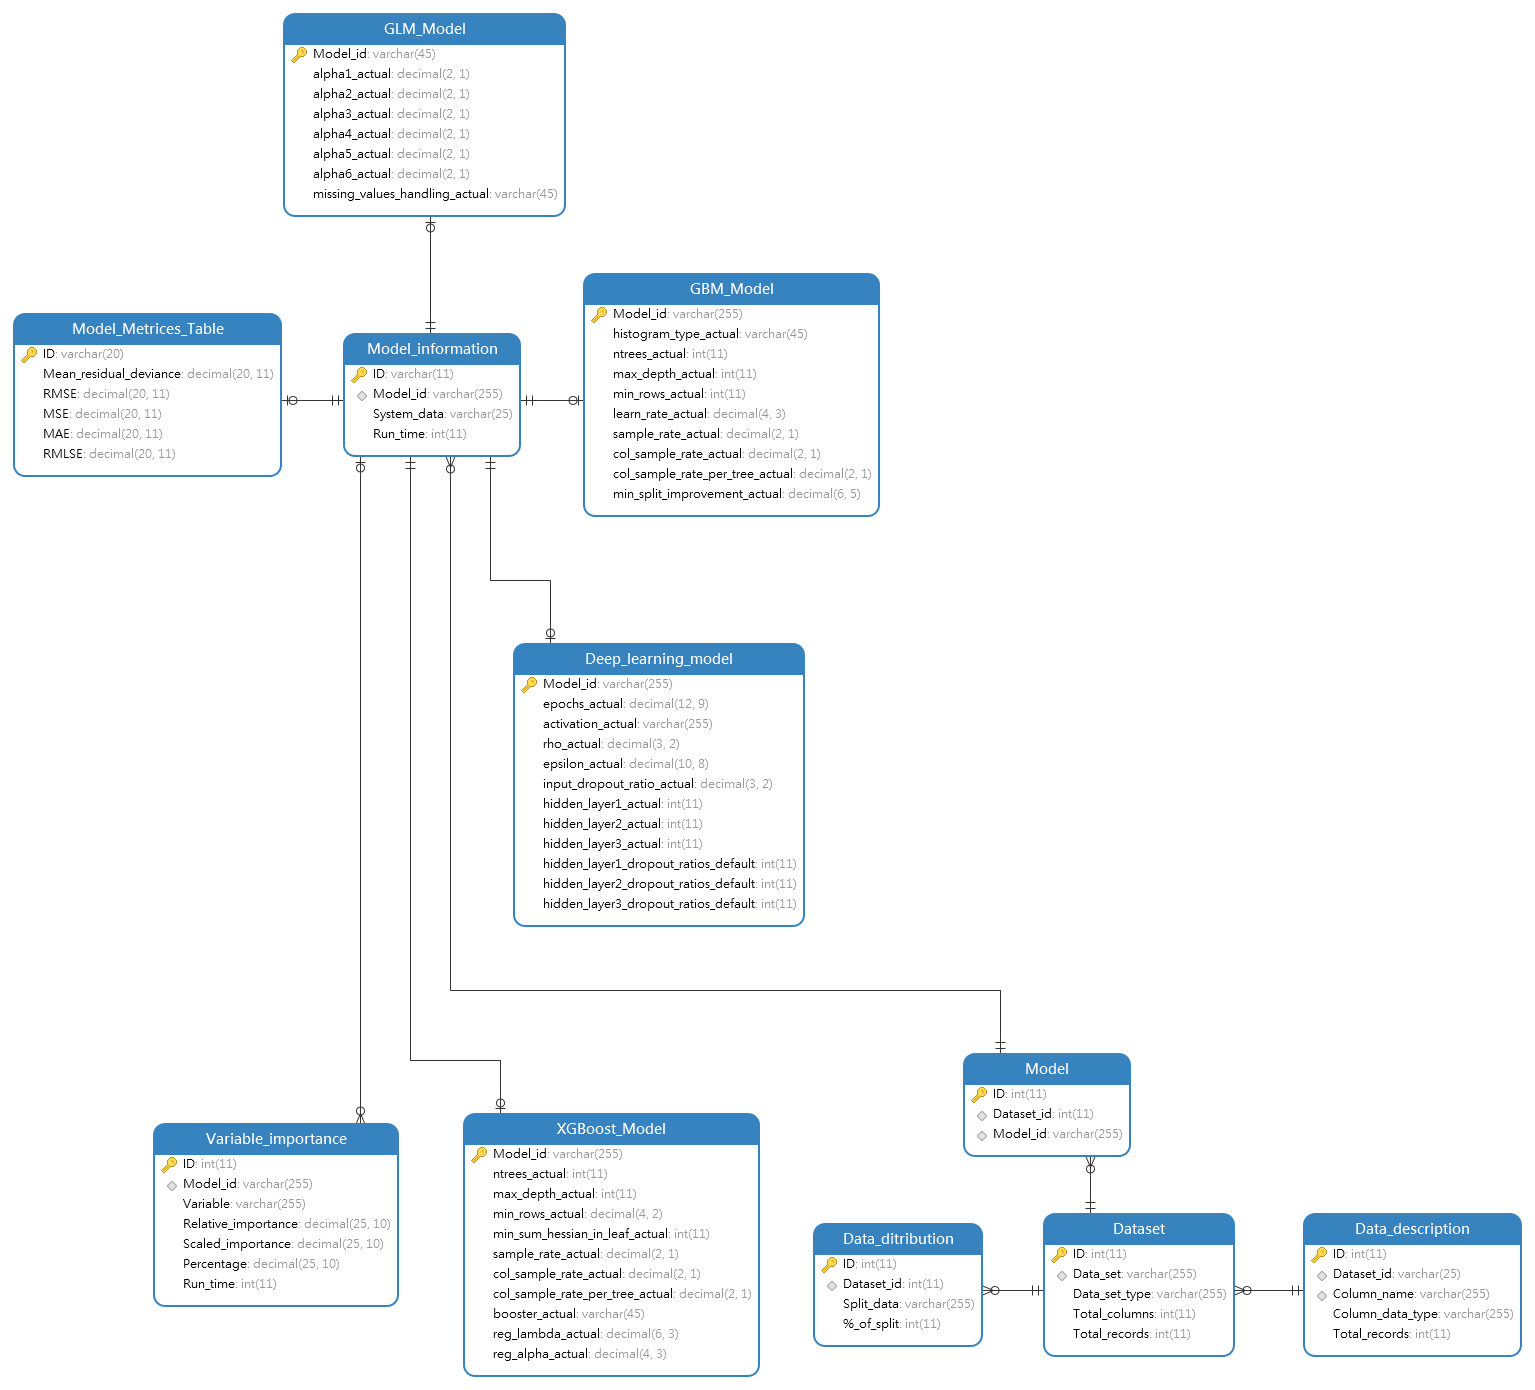 GLM_Model
Model_id: varchar(45)
alpha1_actual: decimal(2, 1)
alpha2_actual: decimal(2, 1)
alpha3_actual: decimal(2, 1)
alpha4_actual: decimal(2, 1)
alpha5_actual: decimal(2, 1)
alpha6_actual: decimal(2, 1)
missing_values_handling_actual: varchar(45)
GBM_Model
Model_id: varchar(255)
histogram_type_actual: varchar(45)
ntrees_actual: int(11)
max_depth_actual: int(11)
min_rows_actual: int(11)
learn_rate_actual: decimal(4, 3)
sample_rate_actual: decimal(2, 1)
col_sample_rate_actual: decimal(2, 1)
col_sample_rate_per_tree_actual: decimal(2, 1)
min_split_improvement_actual: decimal(6, 5)
Model_Metrices_Table
ID: varchar(20)
Mean_residual_deviance: decimal(20, 11)
RMSE: decimal(20, 11)
MSE: decimal(20, 11)
MAE: decimal(20, 11)
RMLSE: decimal(20, 11)
Model_information
ID: varchar(11)
Model_id: varchar(255)
System_data: varchar(25)
Run_time: int(11)
Deep_learning_model
Model_id: varchar(255)
epochs_actual: decimal(12, 9)
activation_actual: varchar(255)
rho_actual: decimal(3, 2)
epsilon_actual: decimal(10, 8)
input_dropout_ratio_actual: decimal(3, 2)
hidden_layer1_actual: int(11)
hidden_layer2_actual: int(11)
hidden_layer3_actual: int(11)
hidden_layer1_dropout_ratios_default: int(11)
hidden_layer2_dropout_ratios_default: int(11)
hidden_layer3_dropout_ratios_default: int(11)
Model
ID: int(11)
Dataset_id: int(11)
Model_id: varchar(255)
Variable_importance
ID: int(11)
Model_id: varchar(255)
Variable: varchar(255)
Relative_importance: decimal(25, 10)
Scaled_importance: decimal(25, 10)
Percentage: decimal(25, 10)
Run_time: int(11)
XGBoost_Model
Model_id: varchar(255)
ntrees_actual: int(11)
max_depth_actual: int(11)
min_rows_actual: decimal(4, 2)
min_sum_hessian_in_leaf_actual: int(11)
sample_rate_actual: decimal(2, 1)
col_sample_rate_actual: decimal(2, 1)
col_sample_rate_per_tree_actual: decimal(2, 1)
booster_actual: varchar(45)
reg_lambda_actual: decimal(6, 3)
reg_alpha_actual: decimal(4, 3)
Data_ditribution
ID: int(11)
Dataset_id: int(11)
Split_data: varchar(255)
%_of_split: int(11)
Dataset
ID: int(11)
Data_set: varchar(255)
Data_set_type: varchar(255)
Total_columns: int(11)
Total_records: int(11)
Data_description
ID: int(11)
Dataset_id: varchar(25)
Column_name: varchar(255)
Column_data_type: varchar(255)
Total_records: int(11)